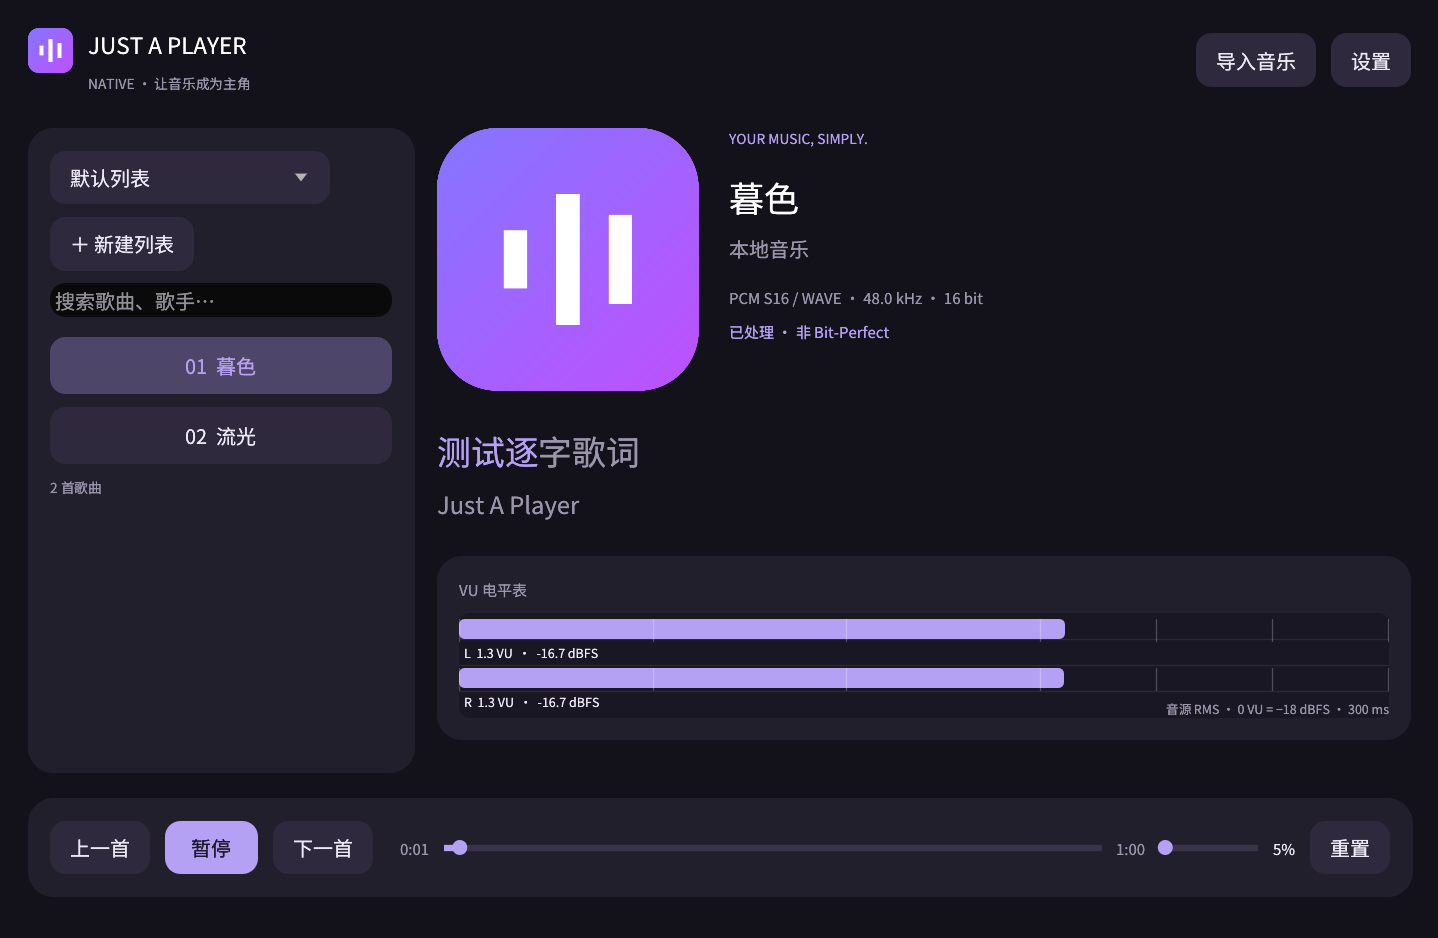 JUST A PLAYER
NATIVE • 让音乐成为主角
导入音乐
设置
默认列表
＋ 新建列表
搜索歌曲、歌手…
01 暮色
02 流光
2 首歌曲
YOUR MUSIC, SIMPLY.
暮色
本地音乐
PCM S16 / WAVE • 48.0 kHz • 16 bit
已处理 • 非 Bit-Perfect
测试逐字歌词
Just A Player
VU 电平表
L 1.3 VU • -16.7 dBFS
R 1.3 VU • -16.7 dBFS
音源 RMS • 0 VU = −18 dBFS • 300 ms
上一首
暂停
下一首
0:01
1:00
5%
重置